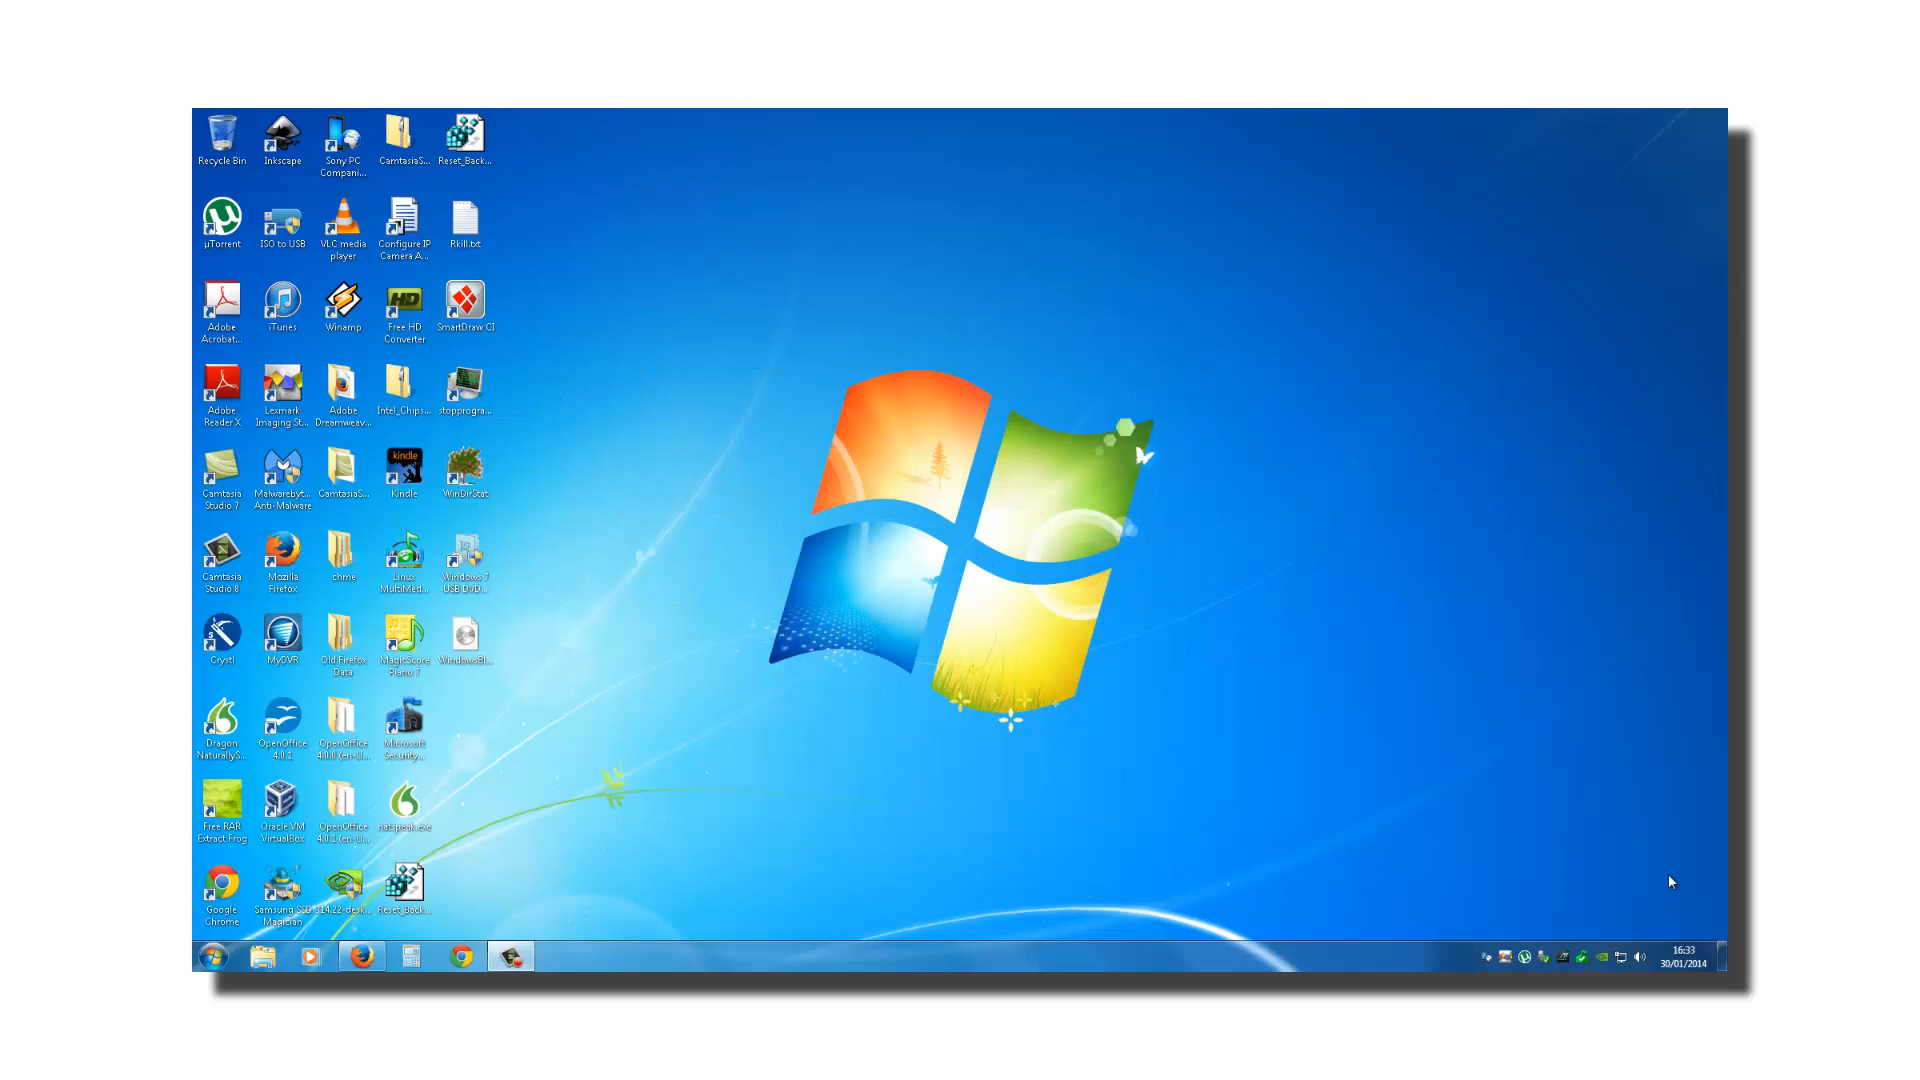 Recycle Bin
Inkscape
Sony PC
Compani...
CamtasiaS...
Reset_Back...
µTorrent
ISO to USB
VLC media
player
Configure IP
Camera A...
Rkill.txt
Adobe
Acrobat...
iTunes
Winamp
HD
Free HD
Converter
SmartDraw CI
Adobe
Reader X
Lexmark
Imaging St...
Adobe
Dreamweav...
Intel_Chips...
stopprogra...
Camtasia
Studio 7
Malwarebyt...
Anti-Malware
CamtasiaS...
kindle
Kindle
WinDirStat
Camtasia
Studio 8
Mozilla
Firefox
chme
Linux
MultiMed...
Windows 7
USB DVD...
Crystl
MyDVR
Old Firefox
Data
MagicScore
Piano 7
WindowsBl...
Dragon
NaturallyS...
OpenOffice
4.0.1
OpenOffice
4.0.0 (en-U...
Microsoft
Security...
Free RAR
Extract Frog
Oracle VM
VirtualBox
OpenOffice
4.0.1 (en-U...
natspeak.exe
Google
Chrome
Samsung SSD
Magician
314.22-desk...
Reset_Back...
16:33
30/01/2014